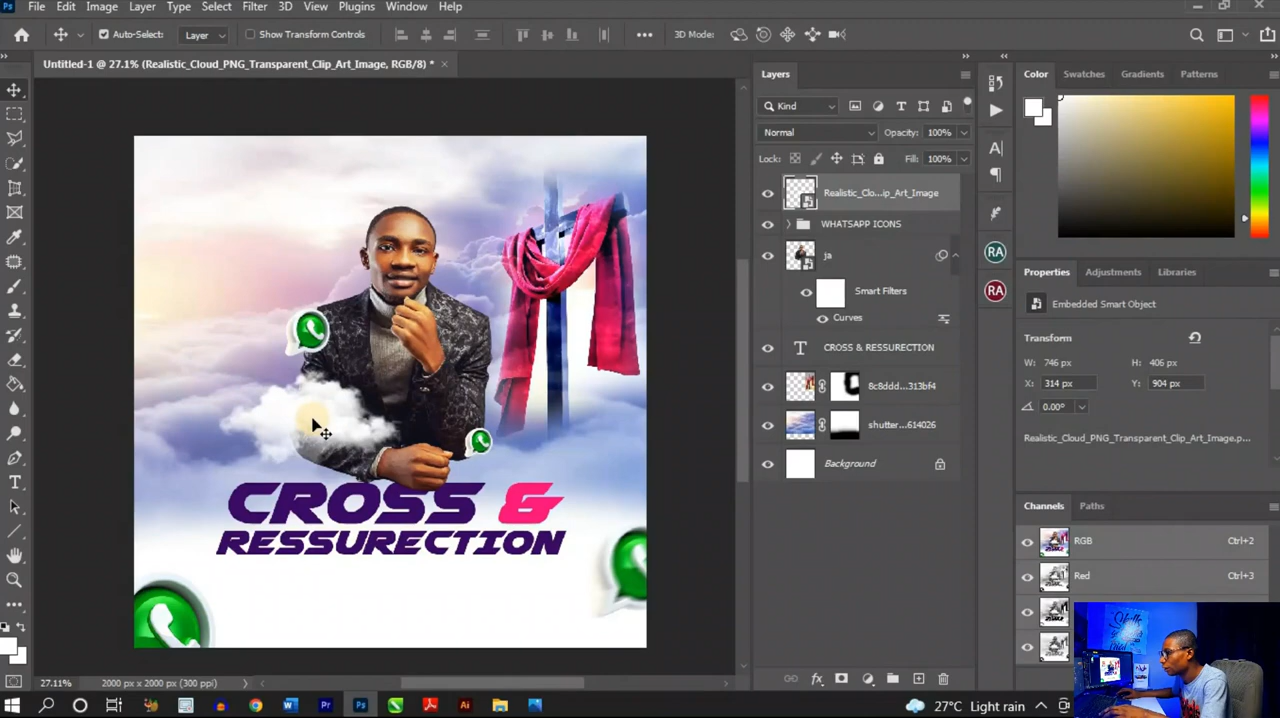 Ps File Edit Image Layer Type Select Filter 3D View Plugins Window Help
Auto-Select: Layer Show Transform Controls 3D Mode:
Untitled-1 @ 27.1% (Realistic_Cloud_PNG_Transparent_Clip_Art_Image, RGB/8) *
CROSS &
RESSURECTION
27.11% 2000 px x 2000 px (300 ppi)
Layers
Kind
Normal Opacity: 100%
Lock: Fill: 100%
Realistic_Clo...ip_Art_Image
WHATSAPP ICONS
ja
Smart Filters
Curves
CROSS & RESSURECTION
8c8ddd...313bf4
shutter...614026
Background
Color Swatches Gradients Patterns
RA
RA
Properties Adjustments Libraries
Embedded Smart Object
Transform
W: 746 px H: 406 px
X: 314 px Y: 904 px
0.00°
Realistic_Cloud_PNG_Transparent_Clip_Art_Image.p...
Channels Paths
RGB Ctrl+2
Red Ctrl+3
27°C Light rain